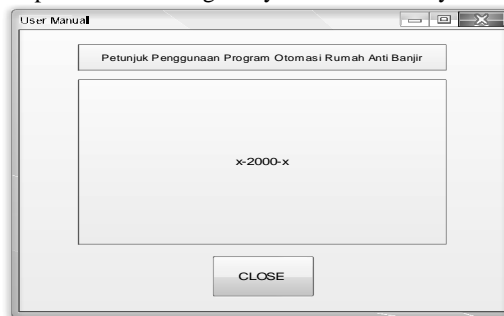 User Manual
Petunjuk Penggunaan Program Otomasi Rumah Anti Banjir
x-2000-x
CLOSE